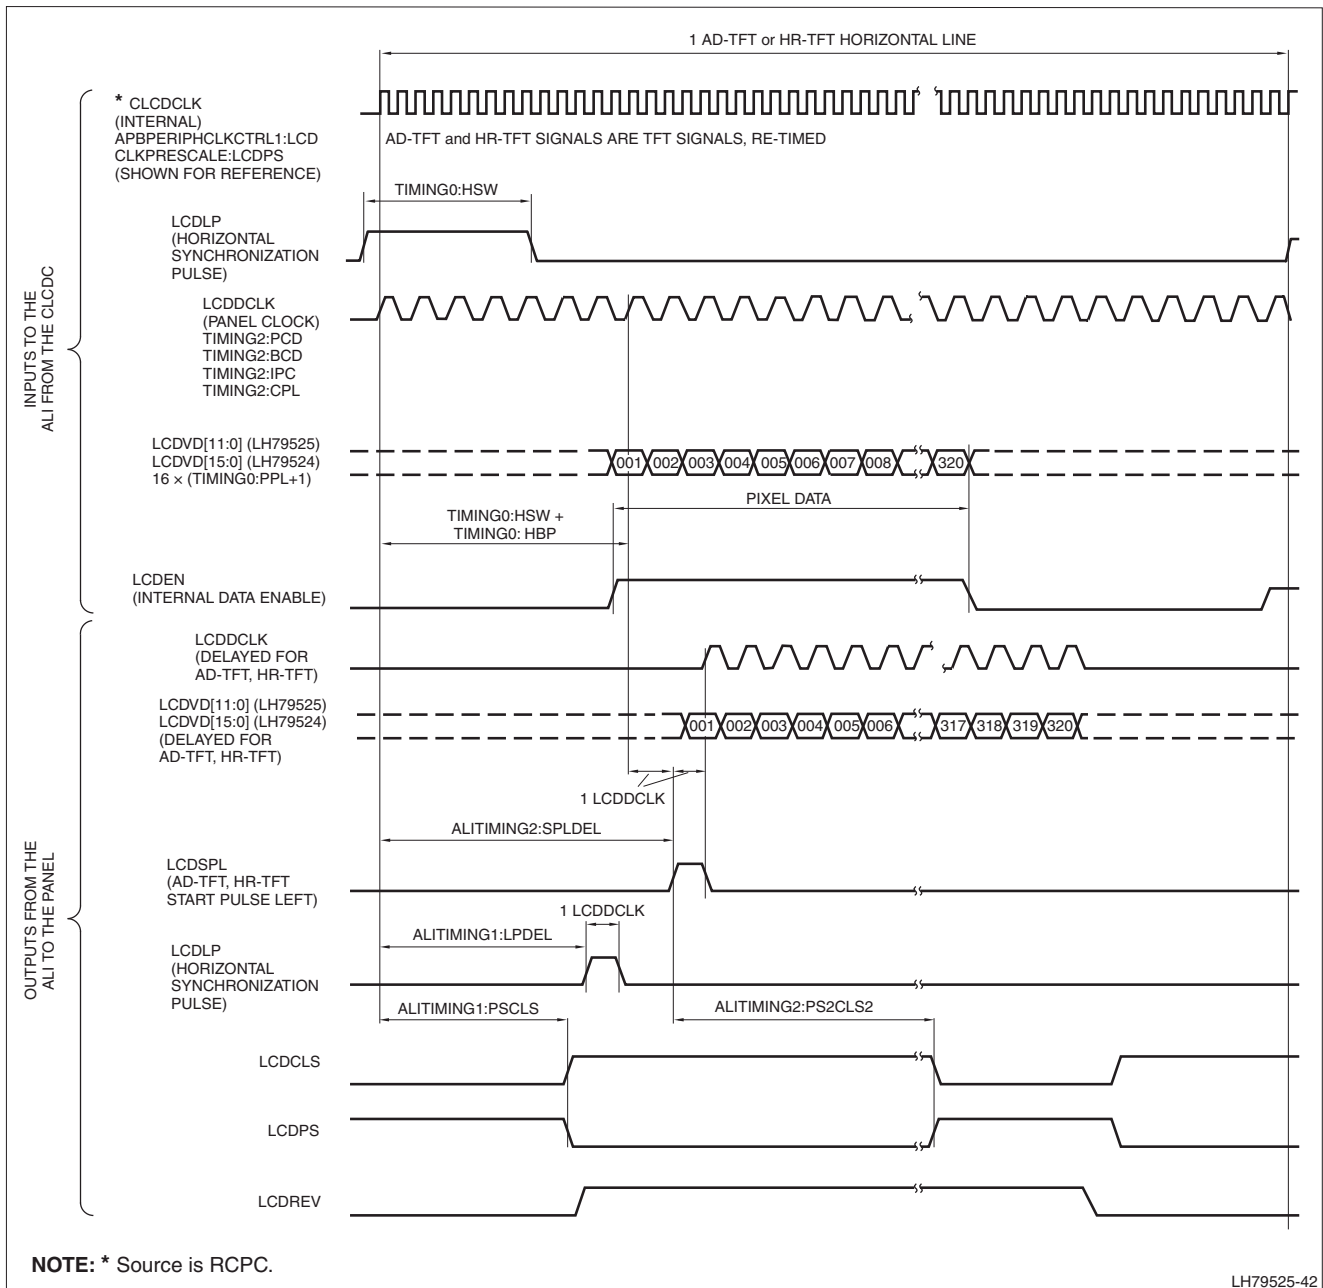 1 AD-TFT or HR-TFT HORIZONTAL LINE
* CLCDCLK
(INTERNAL)
APBPERIPHCLKCTRL1:LCD
CLKPRESCALE:LCDPS
(SHOWN FOR REFERENCE)
AD-TFT and HR-TFT SIGNALS ARE TFT SIGNALS, RE-TIMED
TIMING0:HSW
LCDLP
(HORIZONTAL
SYNCHRONIZATION
PULSE)
INPUTS TO THE
ALI FROM THE CLCDC
LCDDCLK
(PANEL CLOCK)
TIMING2:PCD
TIMING2:BCD
TIMING2:IPC
TIMING2:CPL
LCDVD[11:0] (LH79525)
LCDVD[15:0] (LH79524)
16 × (TIMING0:PPL+1)
001 002 003 004 005 006 007 008 320
PIXEL DATA
TIMING0:HSW +
TIMING0: HBP
LCDEN
(INTERNAL DATA ENABLE)
LCDDCLK
(DELAYED FOR
AD-TFT, HR-TFT)
LCDVD[11:0] (LH79525)
LCDVD[15:0] (LH79524)
(DELAYED FOR
AD-TFT, HR-TFT)
001 002 003 004 005 006 317 318 319 320
1 LCDDCLK
ALITIMING2:SPLDEL
OUTPUTS FROM THE
ALI TO THE PANEL
LCDSPL
(AD-TFT, HR-TFT
START PULSE LEFT)
1 LCDDCLK
ALITIMING1:LPDEL
LCDLP
(HORIZONTAL
SYNCHRONIZATION
PULSE)
ALITIMING1:PSCLS
ALITIMING2:PS2CLS2
LCDCLS
LCDPS
LCDREV
NOTE: * Source is RCPC.
LH79525-42